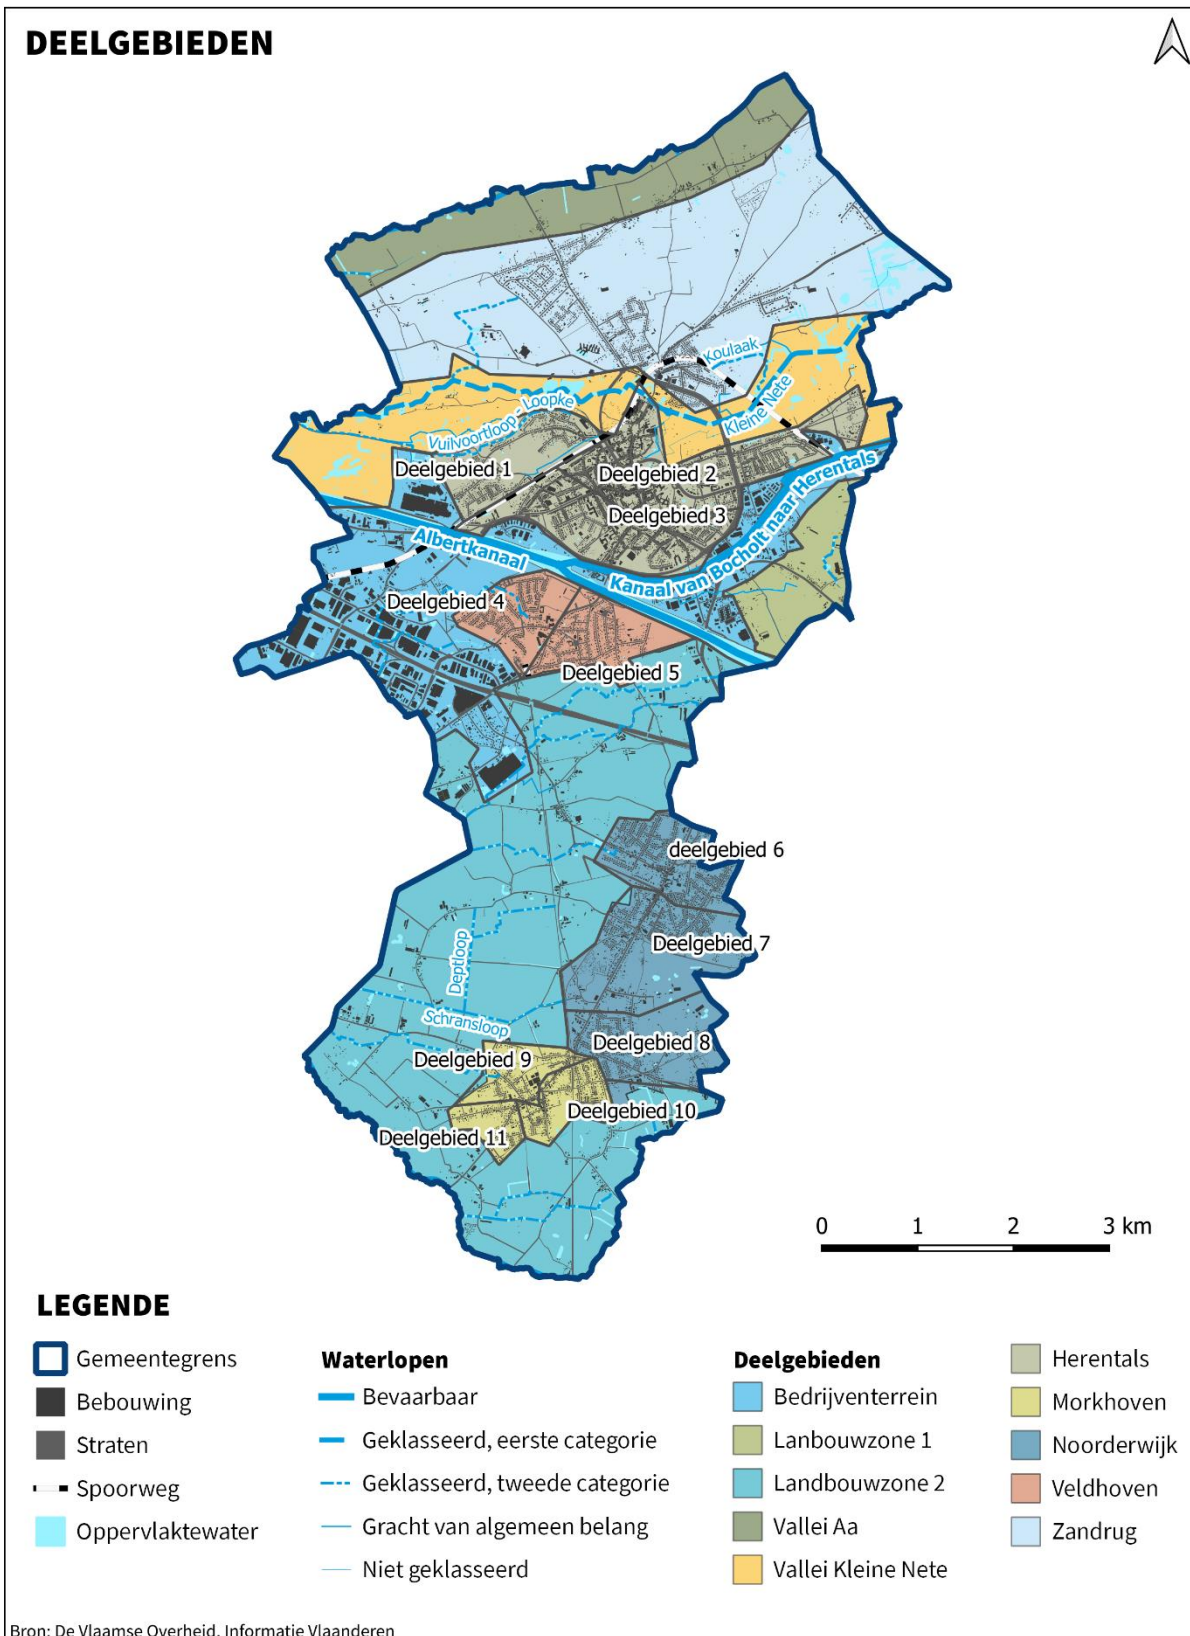 DEELGEBIEDEN
Koulaak
Kleine Nete
Vuilvoortloop - Loopke
Deelgebied 1
Deelgebied 2
Deelgebied 3
Albertkanaal
Kanaal van Bocholt naar Herentals
Deelgebied 4
Deelgebied 5
deelgebied 6
Deelgebied 7
Deptloop
Schransloop
Deelgebied 8
Deelgebied 9
Deelgebied 10
Deelgebied 11
0 1 2 3 km
LEGENDE
Gemeentegrens
Bebouwing
Straten
Spoorweg
Oppervlaktewater
Waterlopen
Bevaarbaar
Geklasseerd, eerste categorie
Geklasseerd, tweede categorie
Gracht van algemeen belang
Niet geklasseerd
Deelgebieden
Bedrijventerrein
Lanbouwzone 1
Landbouwzone 2
Vallei Aa
Vallei Kleine Nete
Herentals
Morkhoven
Noorderwijk
Veldhoven
Zandrug
Bron: De Vlaamse Overheid, Informatie Vlaanderen